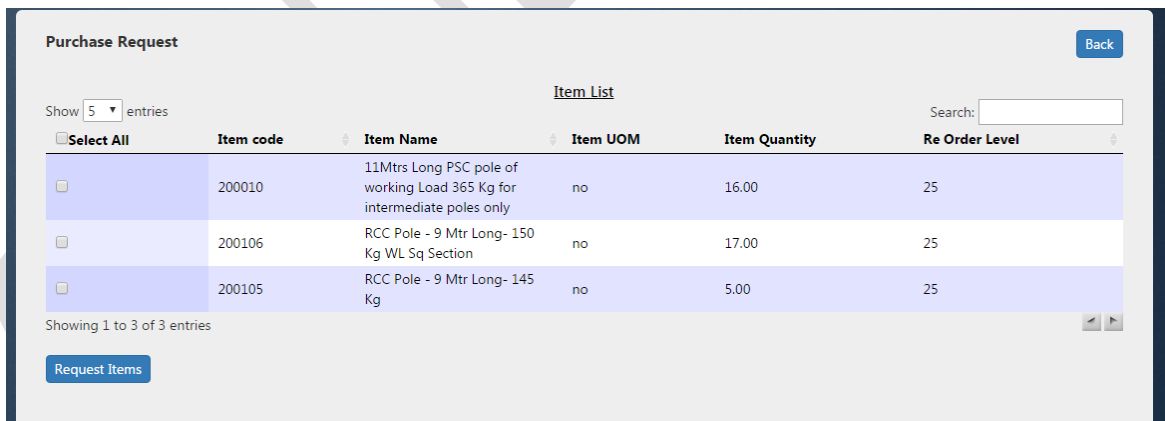 Purchase Request
Back
Item List
Show 5 entries
Search:
Select All Item code Item Name Item UOM Item Quantity Re Order Level
11Mtrs Long PSC pole of
200010 working Load 365 Kg for no 16.00 25
intermediate poles only
RCC Pole - 9 Mtr Long- 150
200106 no 17.00 25
Kg WL Sq Section
RCC Pole - 9 Mtr Long- 145
200105 no 5.00 25
Kg
Showing 1 to 3 of 3 entries
Request Items